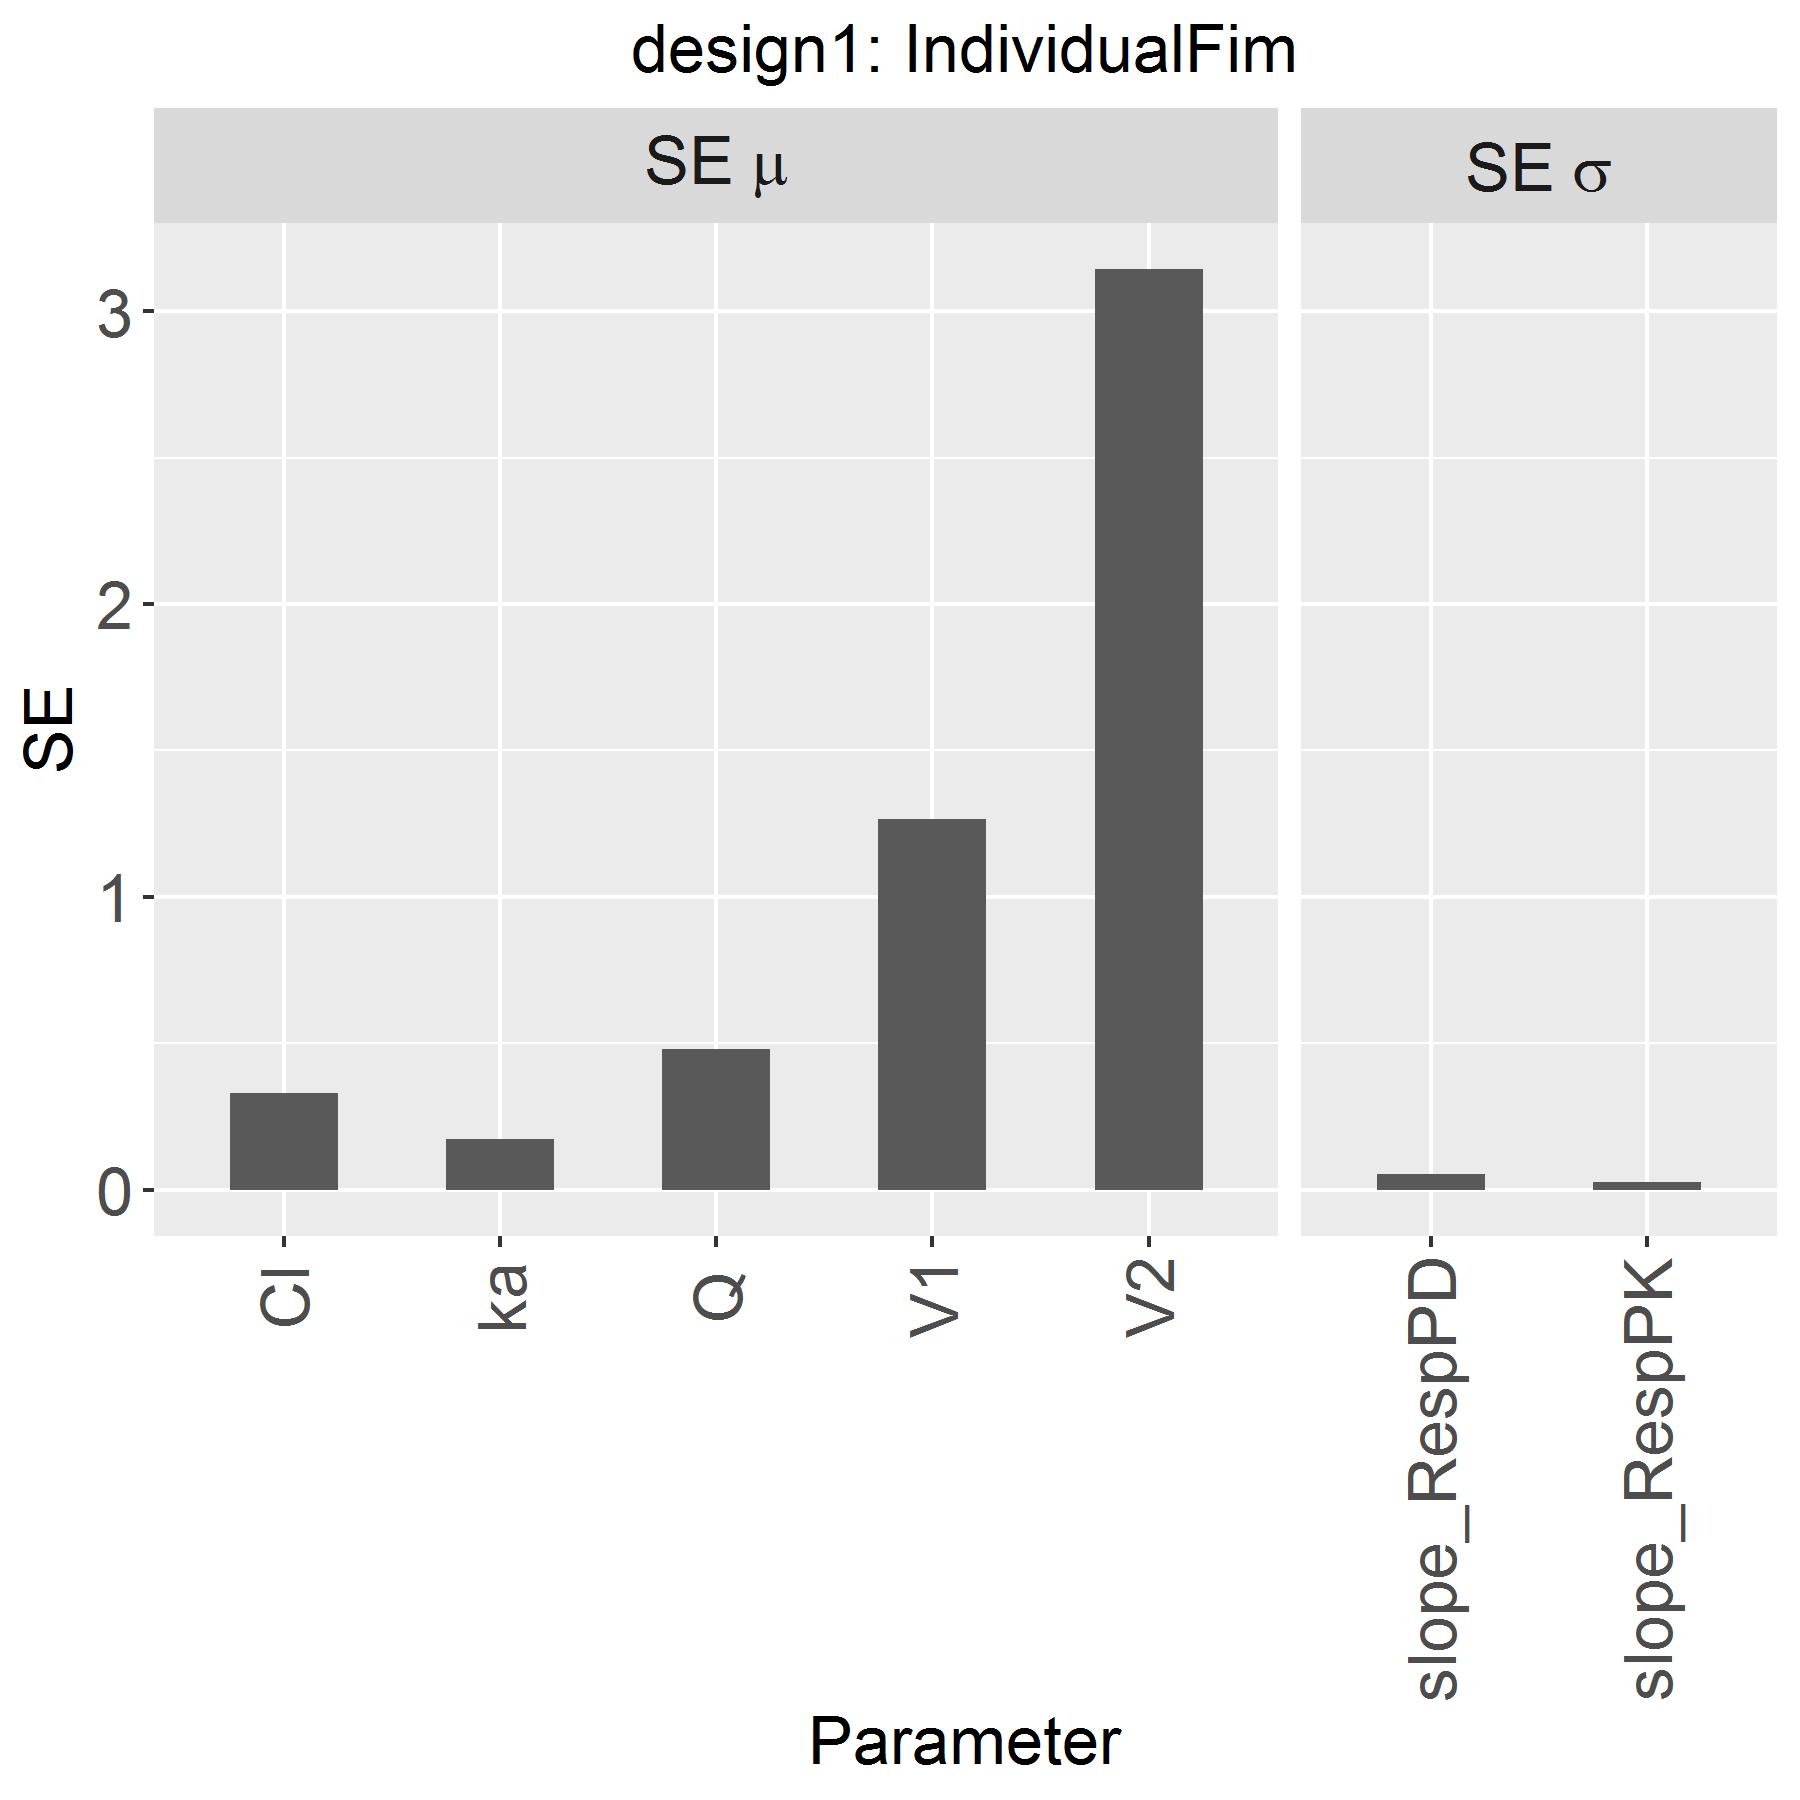 design1: IndividualFim
SE μ
SE σ
SE
3
2
1
0
Cl
ka
Q
V1
V2
slope_RespPD
slope_RespPK
Parameter